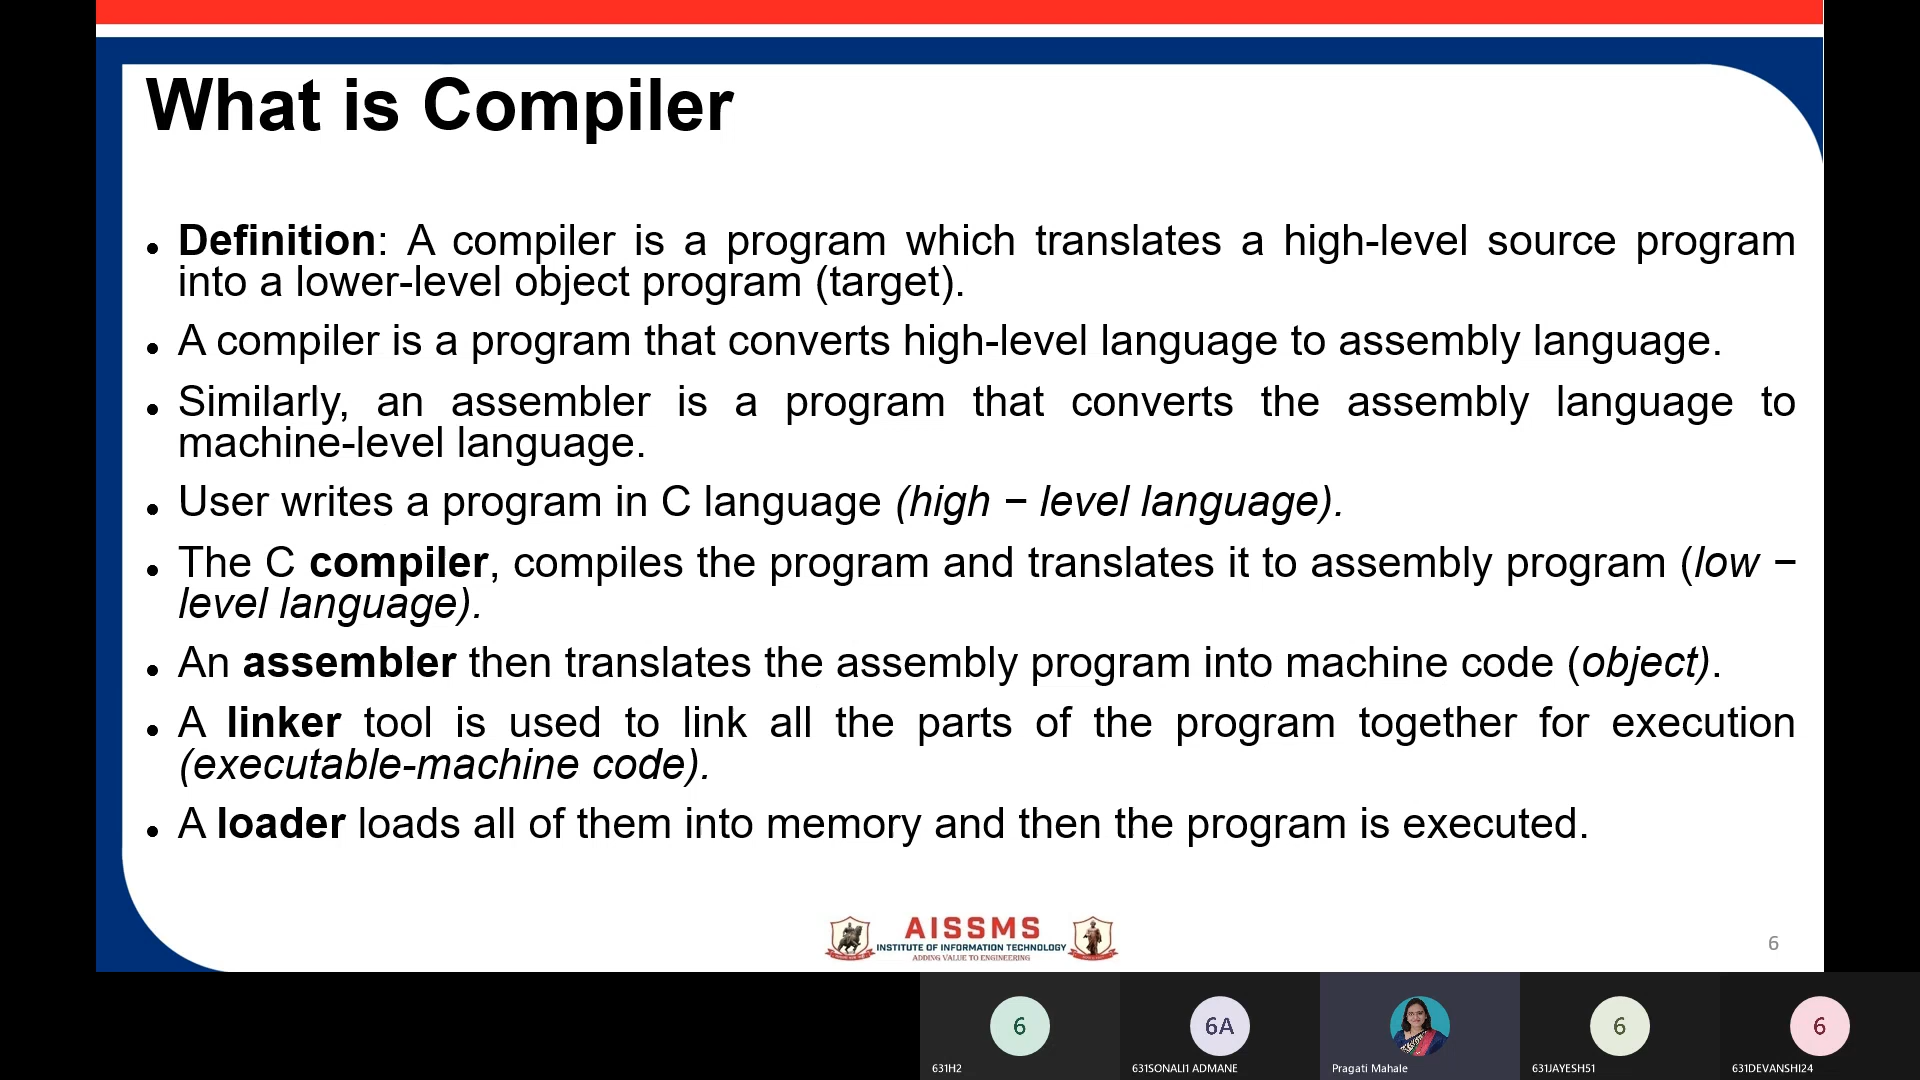 What is Compiler
• Definition: A compiler is a program which translates a high-level source program
into a lower-level object program (target).
• A compiler is a program that converts high-level language to assembly language.
• Similarly, an assembler is a program that converts the assembly language to
machine-level language.
• User writes a program in C language (high − level language).
• The C compiler, compiles the program and translates it to assembly program (low −
level language).
• An assembler then translates the assembly program into machine code (object).
• A linker tool is used to link all the parts of the program together for execution
(executable-machine code).
• A loader loads all of them into memory and then the program is executed.
AISSMS
INSTITUTE OF INFORMATION TECHNOLOGY
ADDING VALUE TO ENGINEERING
6
6
6A
6
6
631H2
631SONALI1 ADMANE
Pragati Mahale
631JAYESH51
631DEVANSHI24